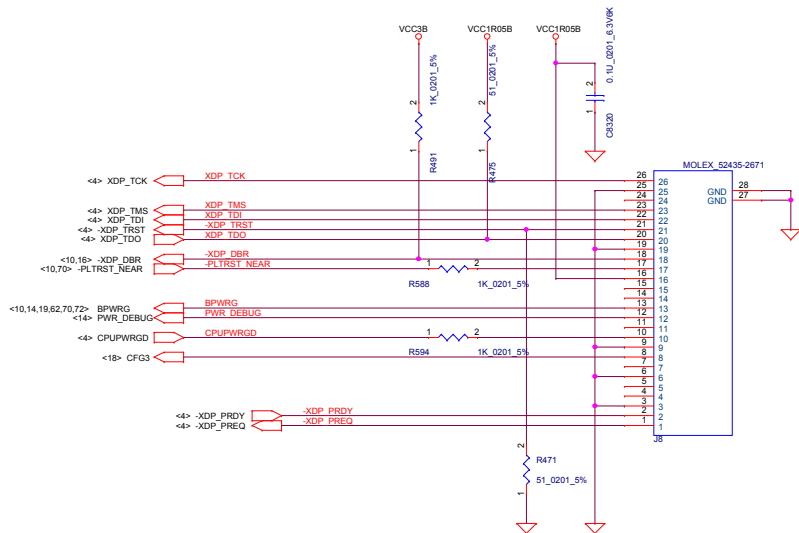 VCC3B VCC1R05B VCC1R05B
1K_0201_5%
51_0201_5%
0.1U_0201_6.3V6K
2
2
2
1
1
1
R491
R475
C8320
MOLEX_52435-2671
<4> XDP_TCK XDP_TCK 26 26
25 25
24 24
<4> XDP_TMS XDP_TMS 23 23
<4> XDP_TDI XDP_TDI 22 22
<4> -XDP_TRST -XDP_TRST 21 21
<4> XDP_TDO XDP_TDO 20 20
19 19
<10,16> -XDP_DBR -XDP_DBR 18 18
<10,70> -PLTRST_NEAR -PLTRST_NEAR 1 2 17 17
R588 1K_0201_5% 16 16
15 15
14 14
<10,14,19,62,70,72> BPWRG BPWRG 13 13
<14> PWR_DEBUG PWR_DEBUG 12 12
11 11
<4> CPUPWRGD CPUPWRGD 1 2 10 10
9 9
R594 1K_0201_5%
<18> CFG3 8 8
7 7
6 6
5 5
4 4
3 3
<4> -XDP_PRDY -XDP_PRDY 2 2
<4> -XDP_PREQ -XDP_PREQ 1 1
GND 28
GND 27
J8
2
R471
51_0201_5%
1